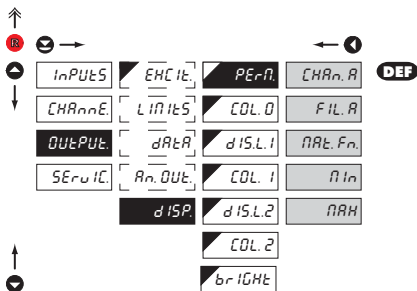 R
DEF
InPUtS EXCIt. PErM. CHAn. A
CHAnnE. LIMItS COL. 0 FIL. A
OUtPUt. dAtA dIS.L.1 MAt. Fn.
SErvIC. An. OUt. COL. 1 MIn
dISP. dIS.L.2 MAX
COL. 2
brIGHt